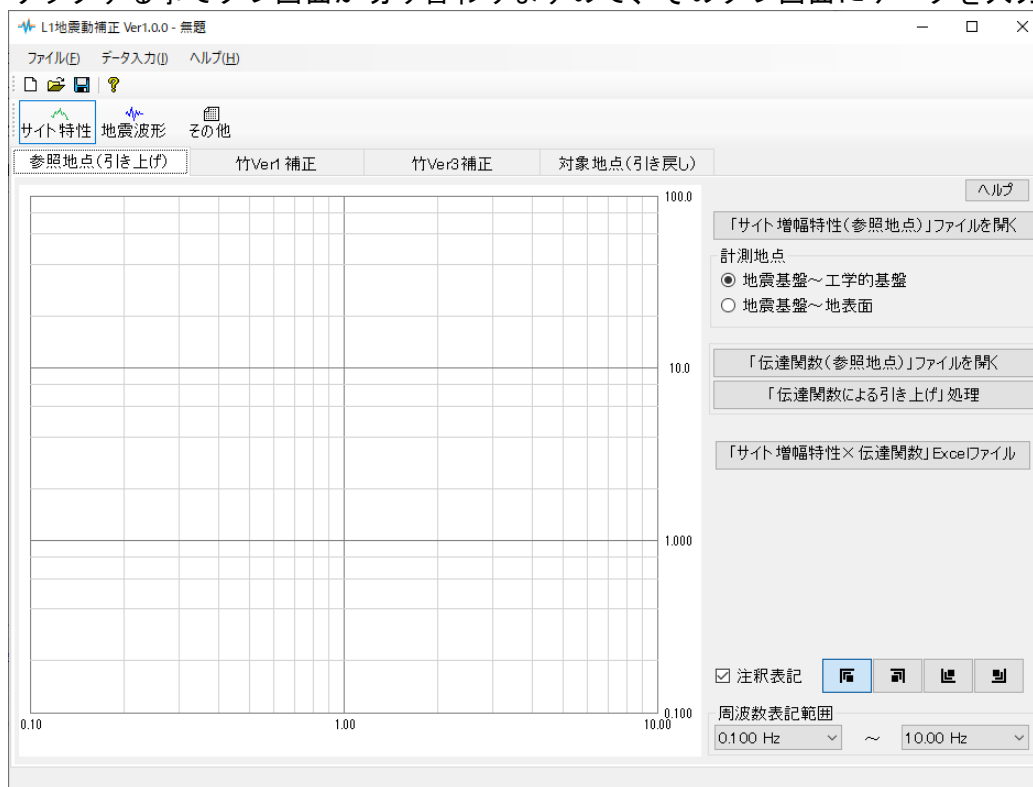 L1地震動補正 Ver1.0.0 - 無題
ファイル(F) データ入力(I) ヘルプ(H)
サイト特性 地震波形 その他
参照地点(引き上げ) 竹Ver1 補正 竹Ver3補正 対象地点(引き戻し)
ヘルプ
「サイト増幅特性(参照地点)」ファイルを開く
計測地点
地震基盤～工学的基盤
地震基盤～地表面
「伝達関数(参照地点)」ファイルを開く
「伝達関数による引き上げ」処理
「サイト増幅特性×伝達関数」Excelファイル
100.0
10.0
1.000
0.100
0.10 1.00 10.00
注釈表記
周波数表記範囲
0.100 Hz ～ 10.00 Hz